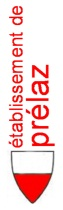 établissement de
prélaz